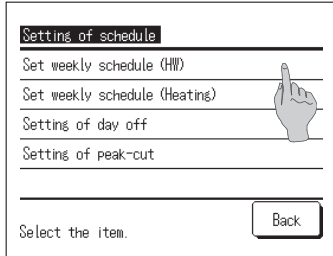 Setting of schedule
Set weekly schedule (HW)
Set weekly schedule (Heating)
Setting of day off
Setting of peak-cut
Select the item.
Back